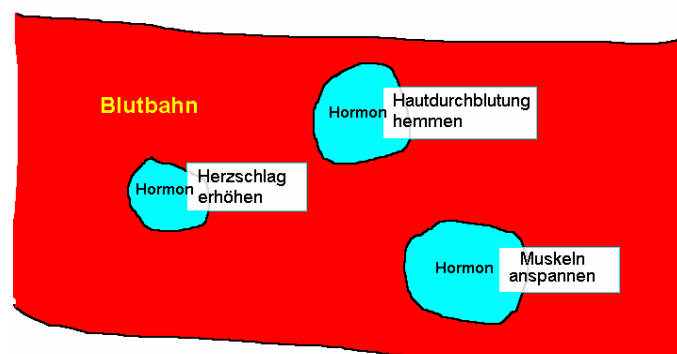 Blutbahn
Hormon
Hautdurchblutung
hemmen
Hormon
Herzschlag
erhöhen
Hormon
Muskeln
anspannen